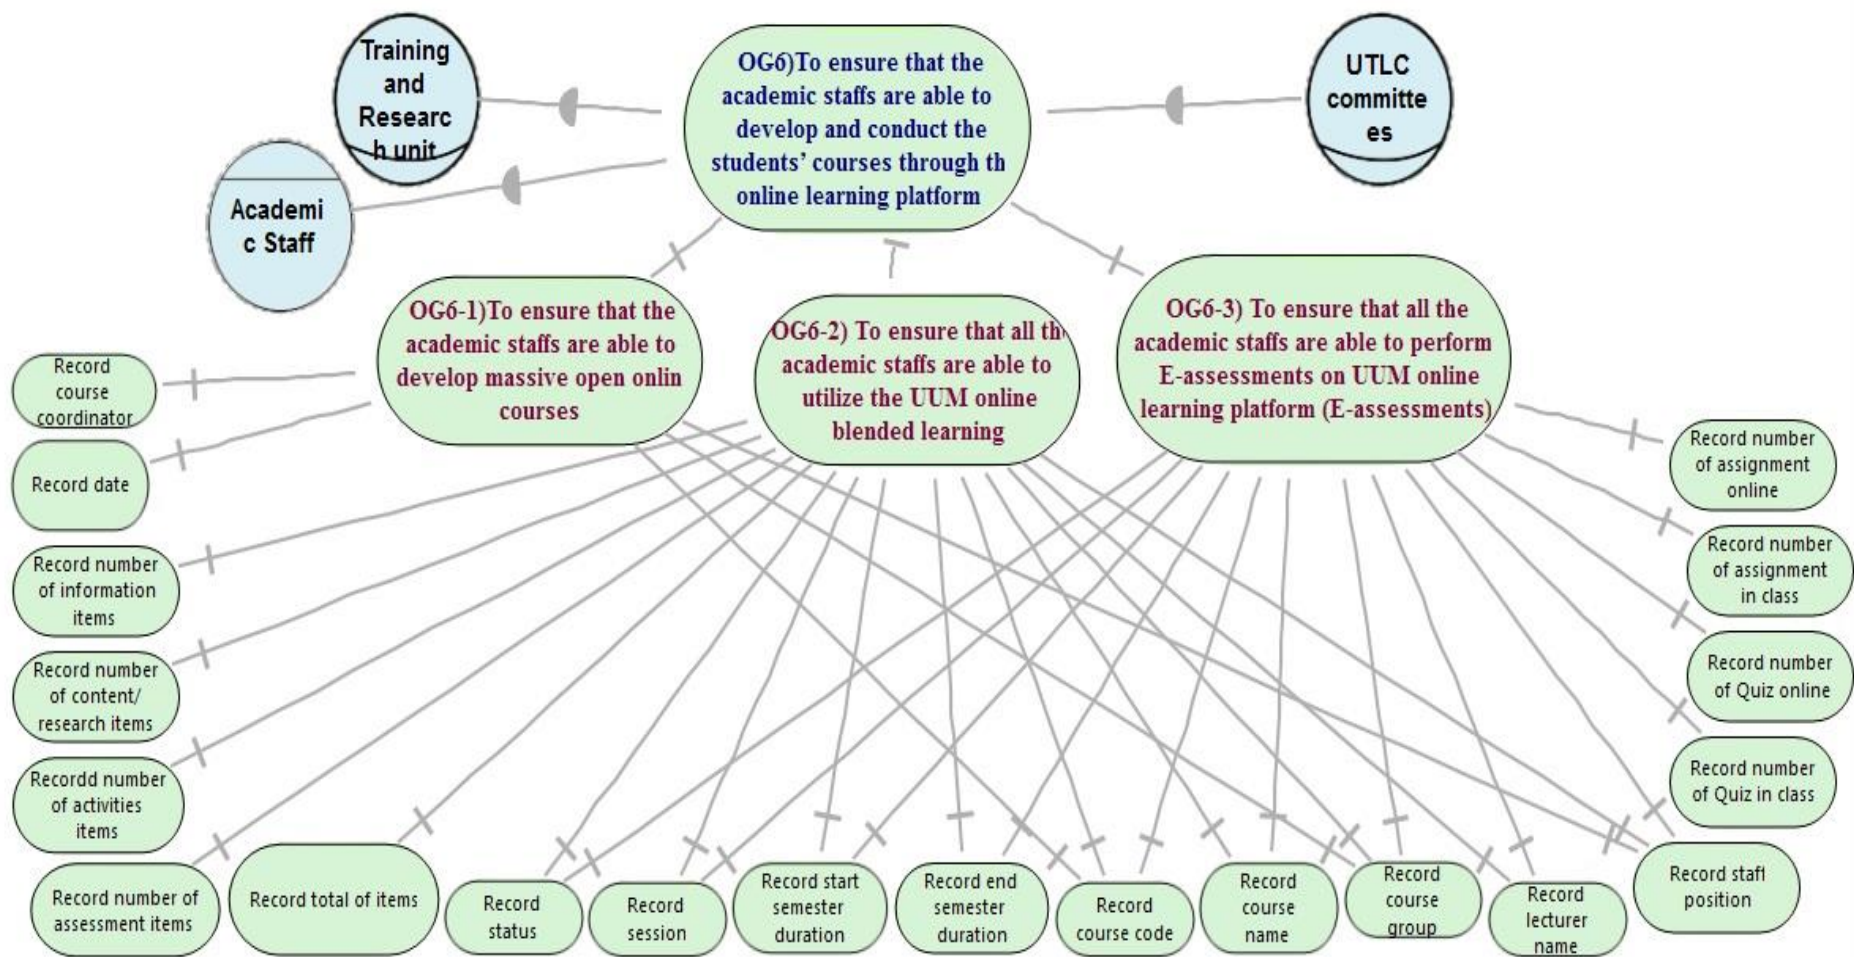 Training
and
Researc
h unit
OG6)To ensure that the
academic staffs are able to
develop and conduct the
students’ courses through th
online learning platform
UTLC
committe
es
Academi
c Staff
OG6-1)To ensure that the
academic staffs are able to
develop massive open onlin
courses
OG6-2) To ensure that all th
academic staffs are able to
utilize the UUM online
blended learning
OG6-3) To ensure that all the
academic staffs are able to perform
E-assessments on UUM online
learning platform (E-assessments)
Record
course
coordinator
Record date
Record number
of information
items
Record number
of content/
research items
Recordd number
of activities
items
Record number of
assessment items
Record total of items
Record
status
Record
session
Record start
semester
duration
Record end
semester
duration
Record
course code
Record
course
name
Record
course
group
Record
lecturer
name
Record staff
position
Record number
of assignment
online
Record number
of assignment
in class
Record number
of Quiz online
Record number
of Quiz in class